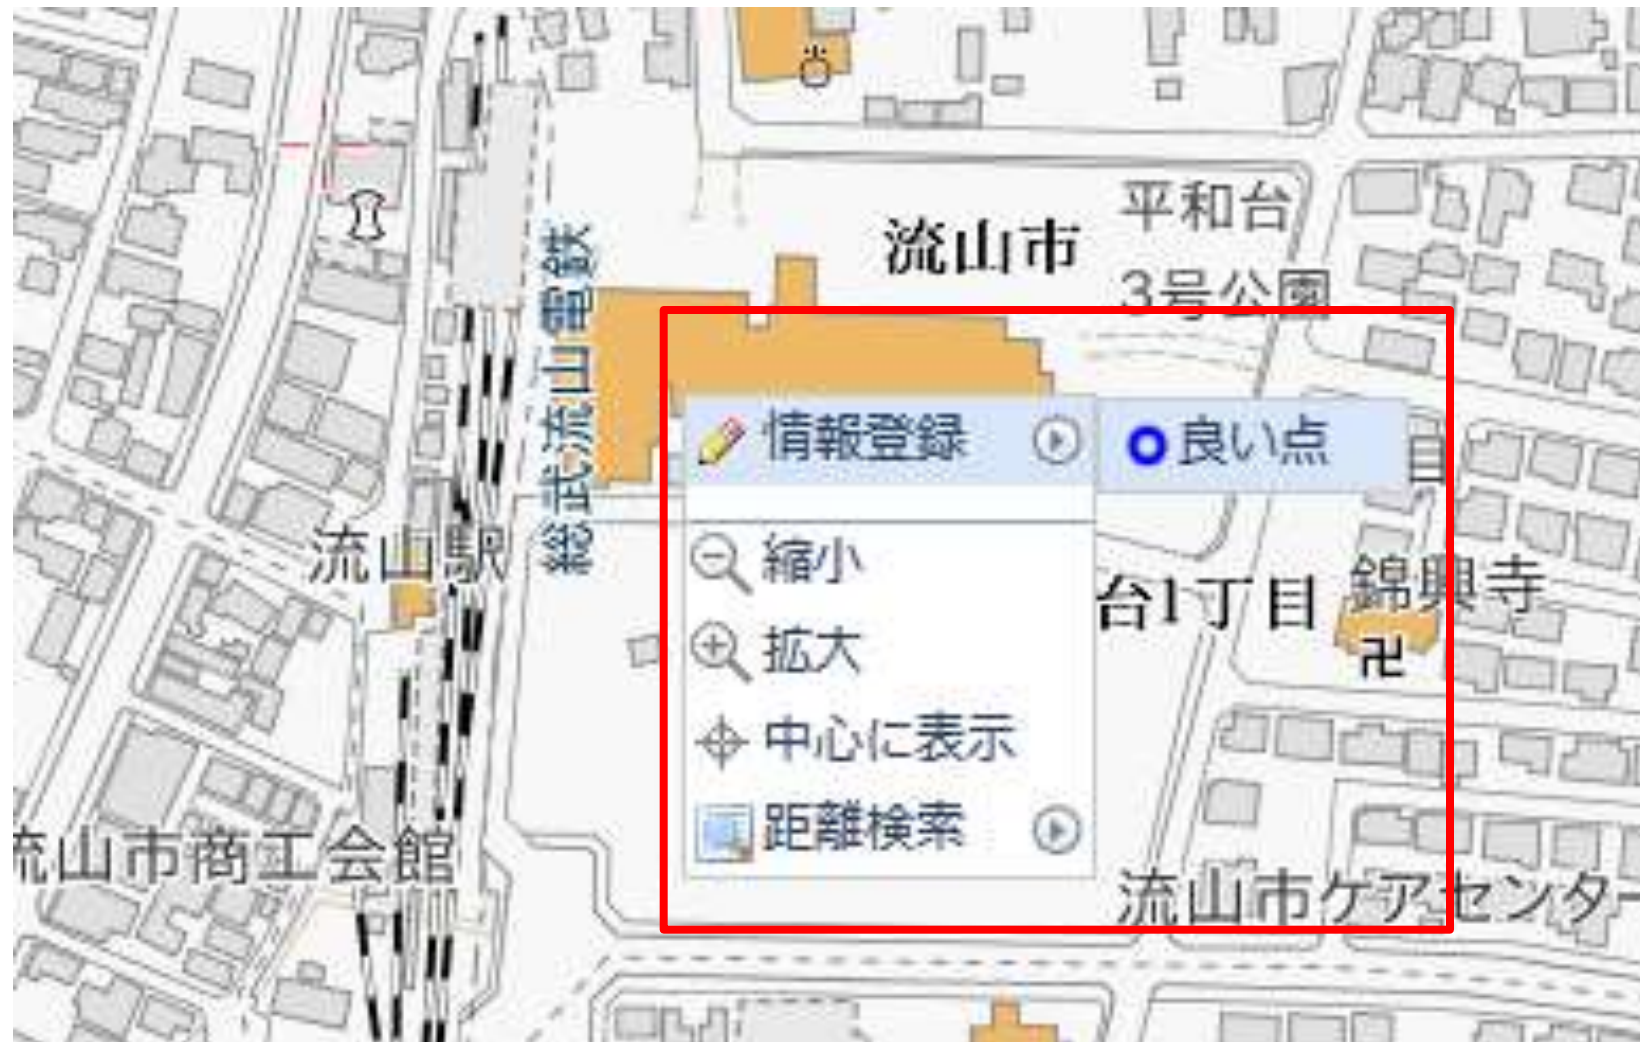 平和台
3号公園
流山市
総武流山電鉄
情報登録
良い点
流山駅
縮小
台1丁目
錦興寺
拡大
中心に表示
距離検索
流山市商工会館
流山市ケアセンター